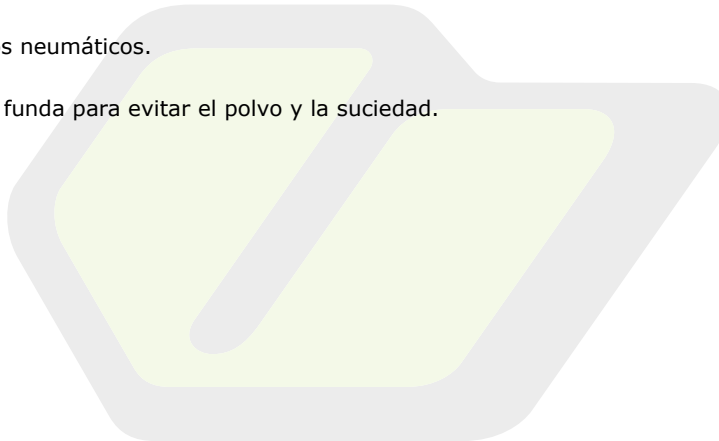 s neumáticos.
funda para evitar el polvo y la suciedad.